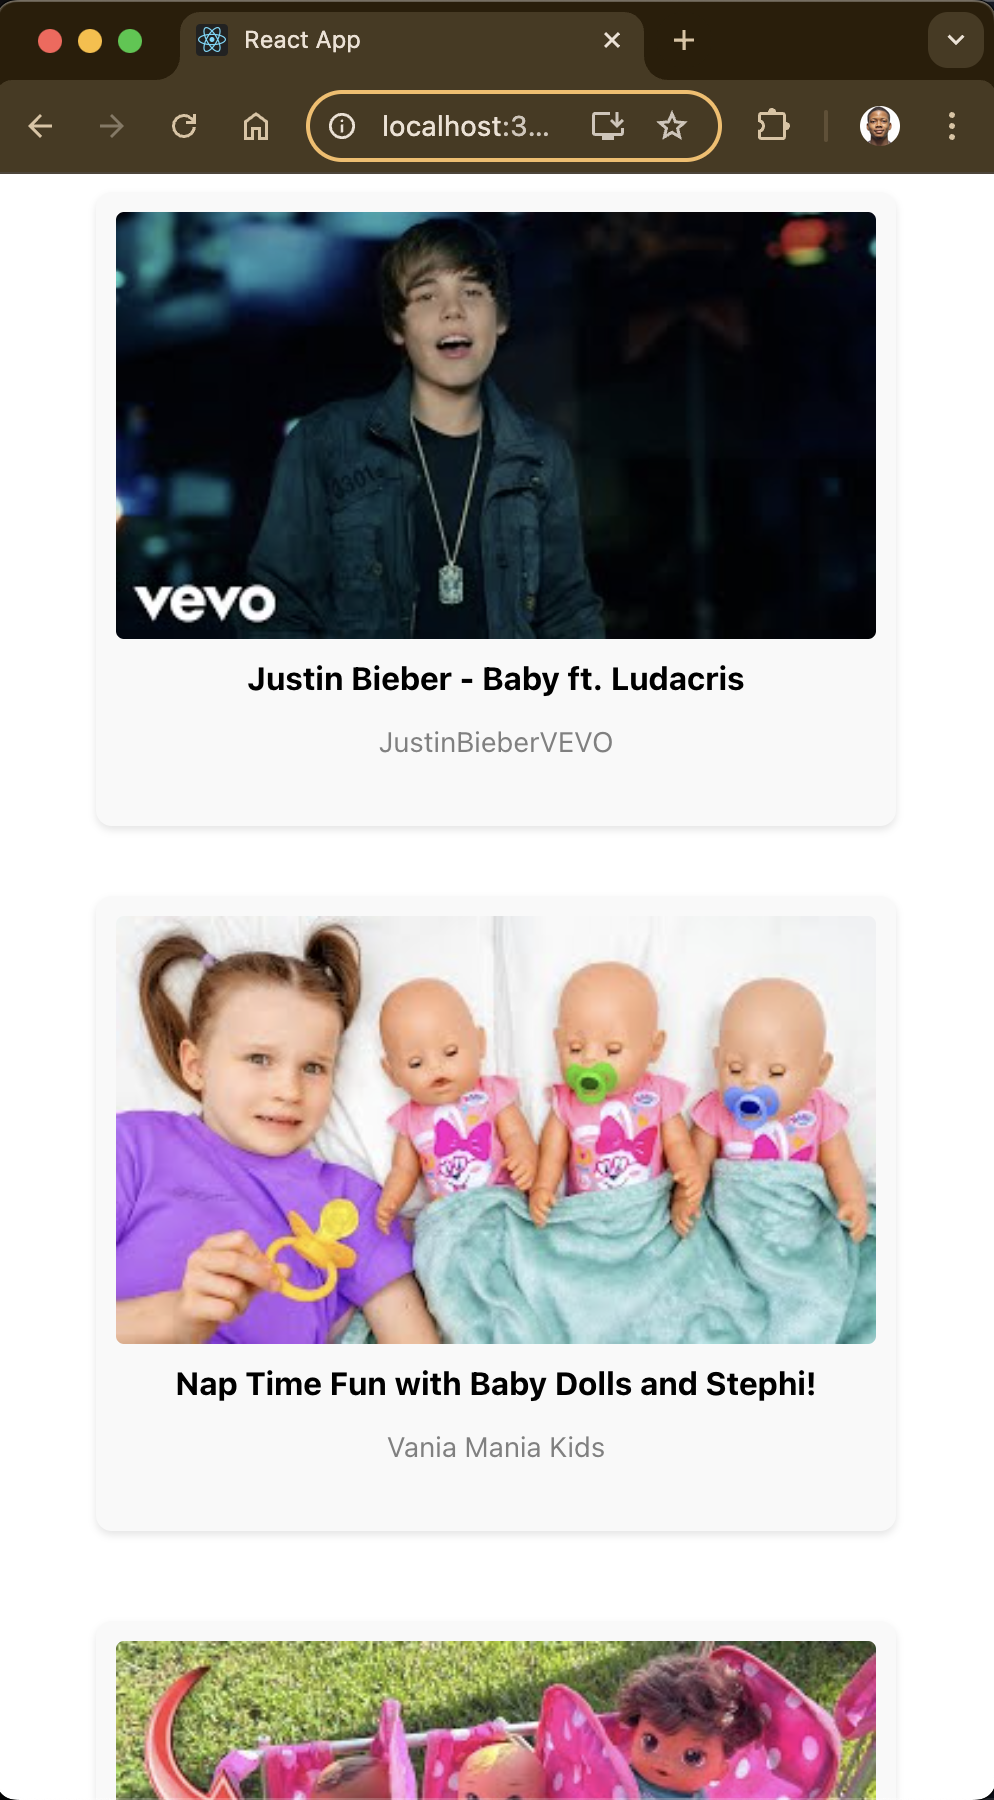 React App
localhost:3...
3301
vevo
Justin Bieber - Baby ft. Ludacris
JustinBieberVEVO
Nap Time Fun with Baby Dolls and Stephi!
Vania Mania Kids